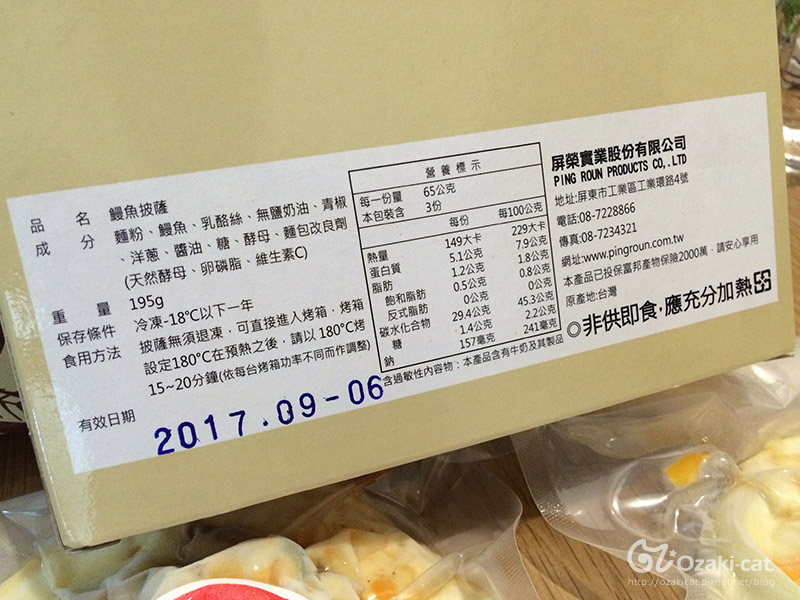 品名 鰻魚披薩
成分 麵粉、鰻魚、乳酪絲、無鹽奶油、青椒
、洋蔥、醬油、糖、酵母、麵包改良劑
(天然酵母、卵磷脂、維生素C)
重量 195g
保存條件 冷凍-18°C以下一年
食用方法 披薩無須退凍，可直接進入烤箱，烤箱
設定180°C在預熱之後，請以180°C烤
15~20分鐘(依每台烤箱功率不同而作調整)
有效日期 2017.09-06
營養標示
每一份量 65公克
本包裝含 3份
每份 每100公克
熱量 149大卡 229大卡
蛋白質 5.1公克 7.9公克
脂肪 1.2公克 1.8公克
飽和脂肪 0.5公克 0.8公克
反式脂肪 0公克 0公克
碳水化合物 29.4公克 45.3公克
糖 1.4公克 2.2公克
鈉 157毫克 241毫克
含過敏性內容物：本產品含有牛奶及其製品
屏榮實業股份有限公司
PING ROUN PRODUCTS CO,.LTD
地址:屏東市工業區工業環路4號
電話:08-7228866
傳真:08-7234321
網址:www.pingroun.com.tw
本產品已投保富邦產物保險2000萬，請安心享用
原產地:台灣
◎非供即食，應充分加熱
Ozaki-cat
http://ozakicat.pixnet.net/blog